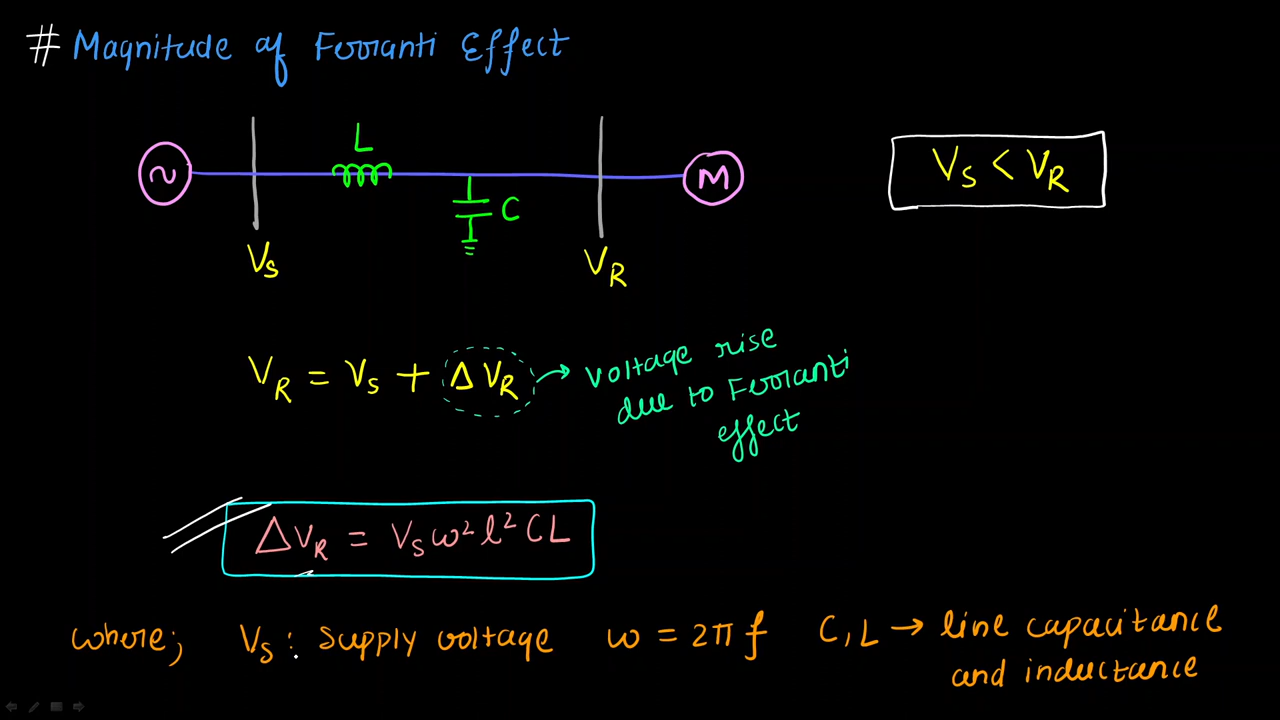 # Magnitude of Ferranti Effect
L
~
M
C
Vs < VR
Vs
VR
VR = Vs + ΔVR → voltage rise
due to Ferranti
effect
ΔVR = Vs ω² l² CL
where; Vs : Supply voltage ω = 2π f C, L → line capacitance
and inductance